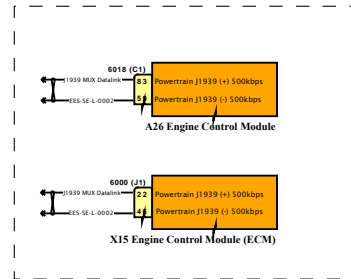 6018 (C1)
J1939 MUX Datalink 83 Powertrain J1939 (+) 500kbps
EES-SE-L-0002 59 Powertrain J1939 (-) 500kbps
A26 Engine Control Module
6000 (J1)
J1939 MUX Datalink 22 Powertrain J1939 (+) 500kbps
EES-SE-L-0002 46 Powertrain J1939 (-) 500kbps
X15 Engine Control Module (ECM)